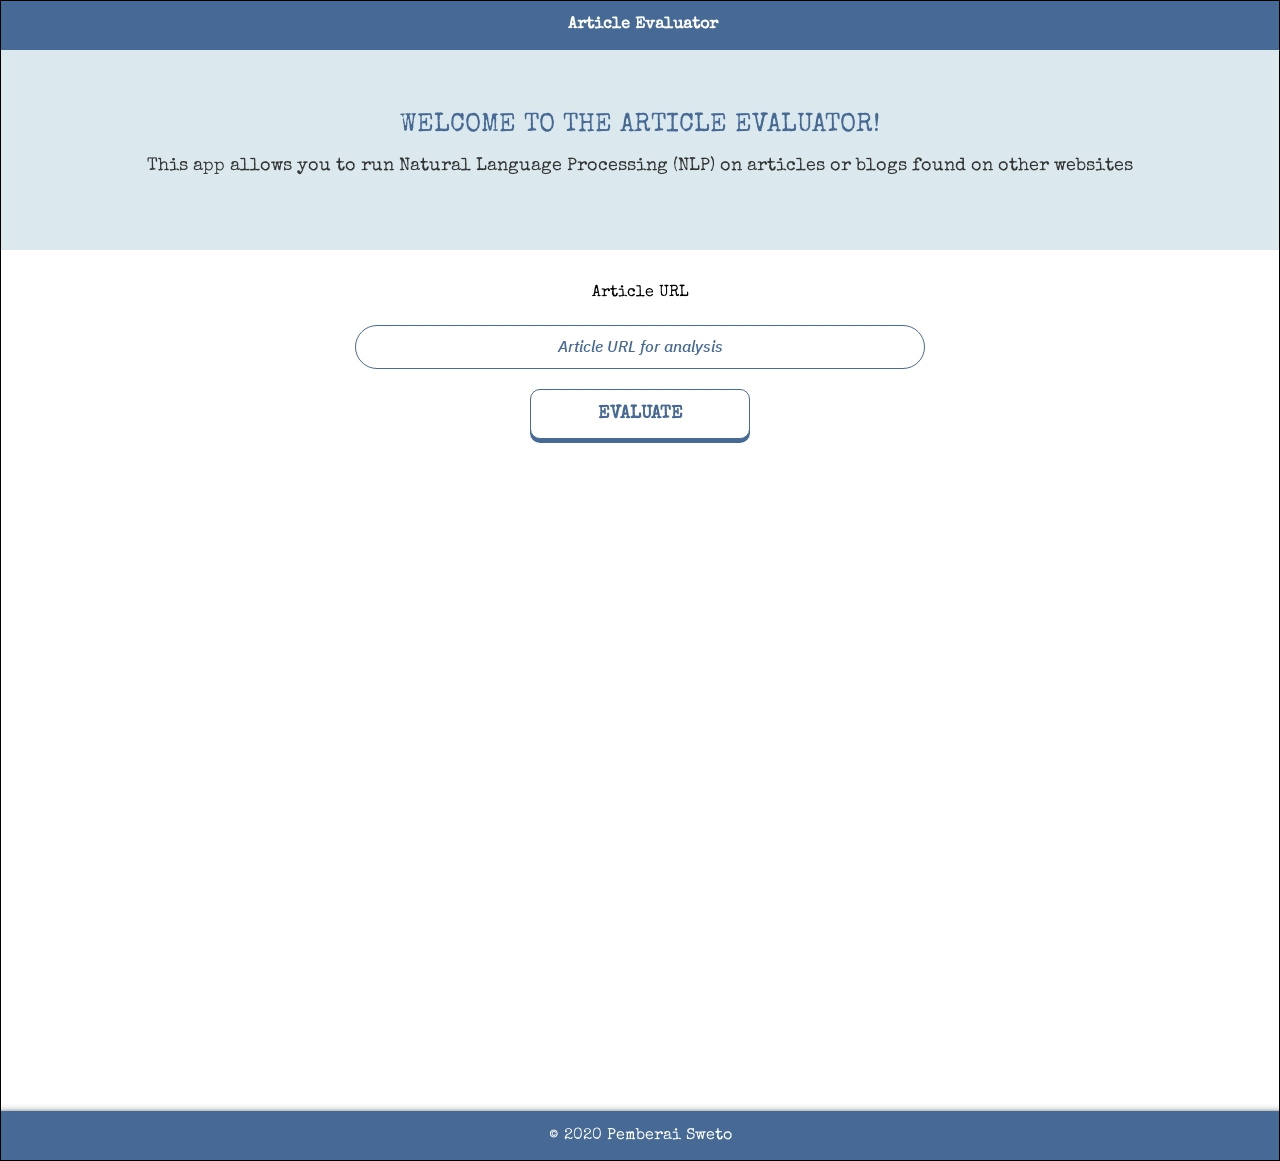 Article Evaluator
WELCOME TO THE ARTICLE EVALUATOR!
This app allows you to run Natural Language Processing (NLP) on articles or blogs found on other websites
Article URL
Article URL for analysis
EVALUATE
© 2020 Pemberai Sweto